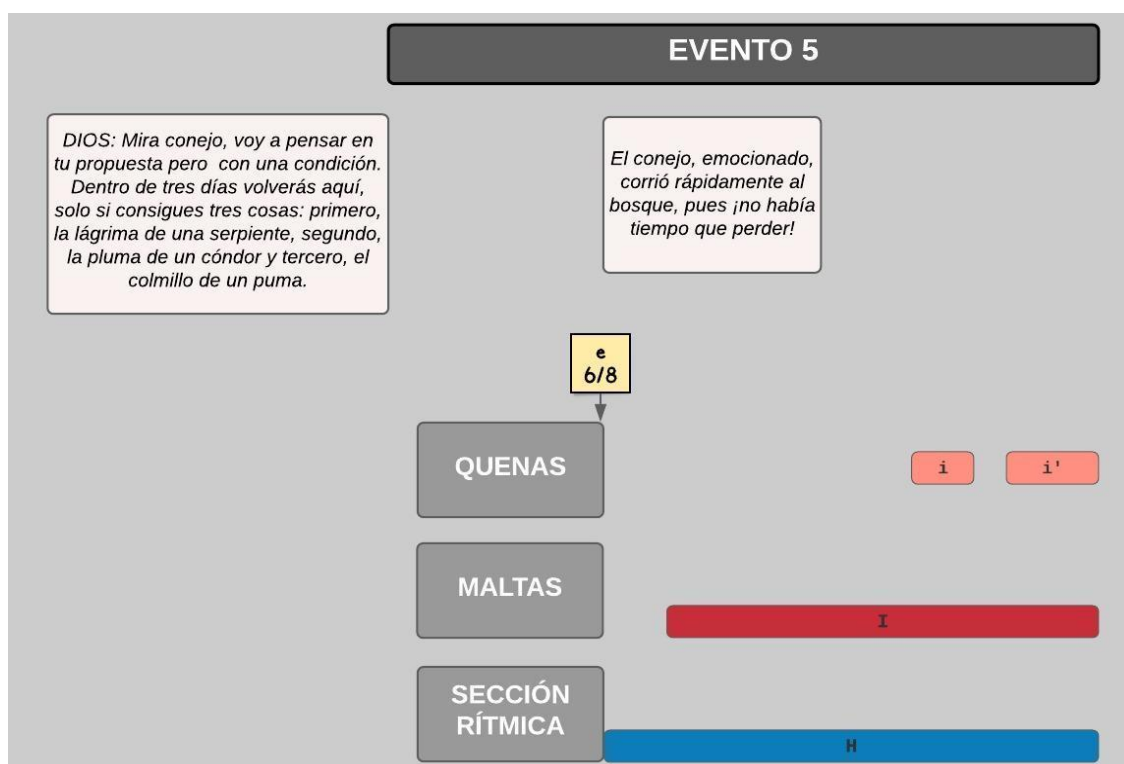 EVENTO 5
DIOS: Mira conejo, voy a pensar en
tu propuesta pero con una condición.
Dentro de tres días volverás aquí,
solo si consigues tres cosas: primero,
la lágrima de una serpiente, segundo,
la pluma de un cóndor y tercero, el
colmillo de un puma.
El conejo, emocionado,
corrió rápidamente al
bosque, pues ¡no había
tiempo que perder!
e
6/8
QUENAS
i
i'
MALTAS
I
SECCIÓN
RÍTMICA
H